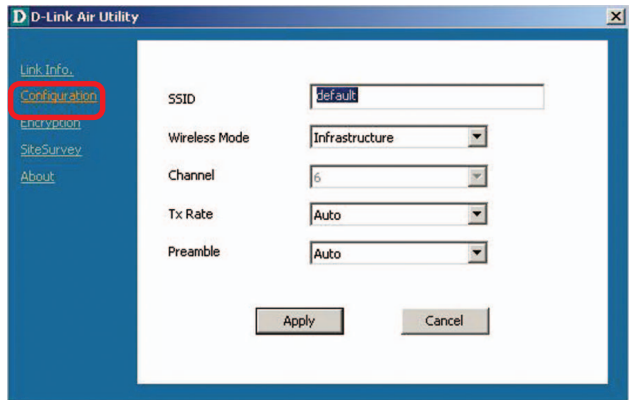 D D-Link Air Utility
Link Info.
Configuration
Encryption
SiteSurvey
About
SSID default
Wireless Mode Infrastructure
Channel 6
Tx Rate Auto
Preamble Auto
Apply Cancel